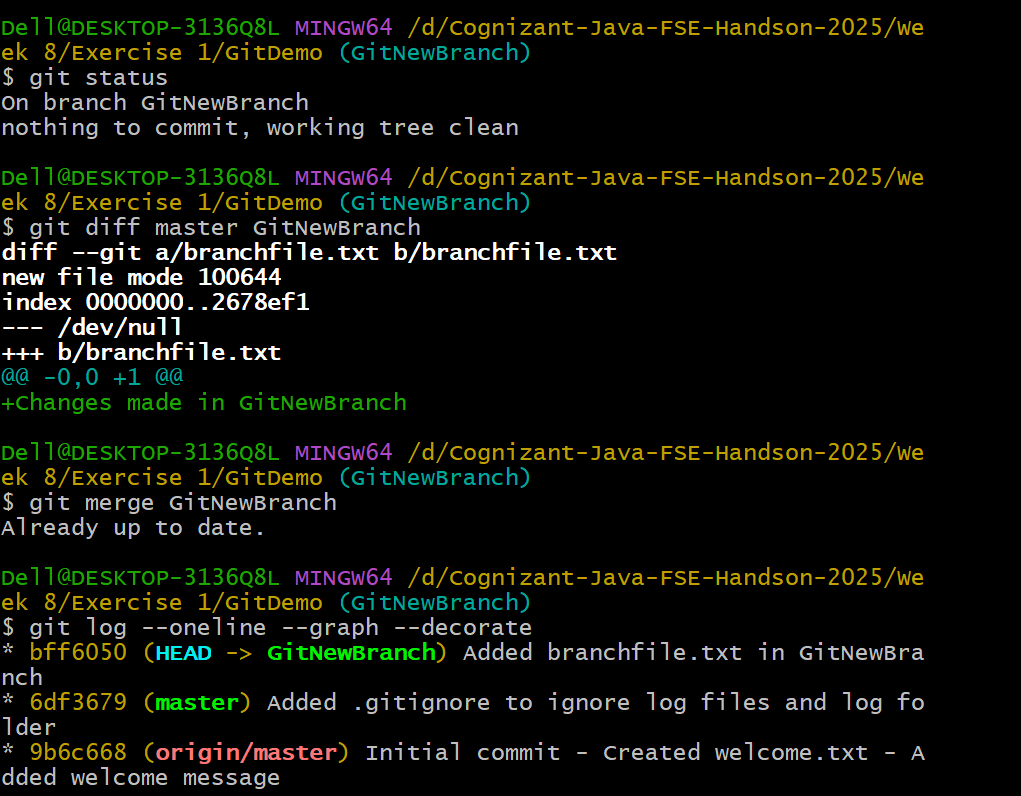 Dell@DESKTOP-3136Q8L MINGW64 /d/Cognizant-Java-FSE-Handson-2025/We
ek 8/Exercise 1/GitDemo (GitNewBranch)
$ git status
On branch GitNewBranch
nothing to commit, working tree clean
Dell@DESKTOP-3136Q8L MINGW64 /d/Cognizant-Java-FSE-Handson-2025/We
ek 8/Exercise 1/GitDemo (GitNewBranch)
$ git diff master GitNewBranch
diff --git a/branchfile.txt b/branchfile.txt
new file mode 100644
index 0000000..2678ef1
--- /dev/null
+++ b/branchfile.txt
@@ -0,0 +1 @@
+Changes made in GitNewBranch
Dell@DESKTOP-3136Q8L MINGW64 /d/Cognizant-Java-FSE-Handson-2025/We
ek 8/Exercise 1/GitDemo (GitNewBranch)
$ git merge GitNewBranch
Already up to date.
Dell@DESKTOP-3136Q8L MINGW64 /d/Cognizant-Java-FSE-Handson-2025/We
ek 8/Exercise 1/GitDemo (GitNewBranch)
$ git log --oneline --graph --decorate
* bff6050 (HEAD -> GitNewBranch) Added branchfile.txt in GitNewBra
nch
* 6df3679 (master) Added .gitignore to ignore log files and log fo
lder
* 9b6c668 (origin/master) Initial commit - Created welcome.txt - A
dded welcome message